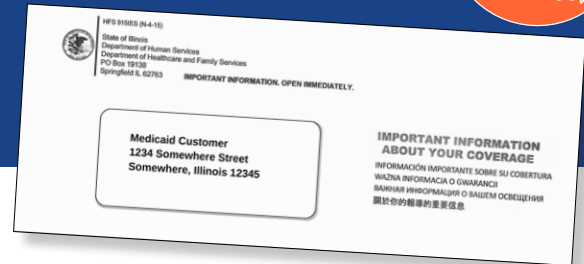 HFS 915IES (N-4-15)
State of Illinois
Department of Human Services
Department of Healthcare and Family Services
PO Box 19138
Springfield IL 62763
IMPORTANT INFORMATION. OPEN IMMEDIATELY.
Medicaid Customer
1234 Somewhere Street
Somewhere, Illinois 12345
IMPORTANT INFORMATION
ABOUT YOUR COVERAGE
INFORMACIÓN IMPORTANTE SOBRE SU COBERTURA
WAŻNA INFORMACJA O GWARANCJI
ВАЖНАЯ ИНФОРМАЦИЯ О ВАШЕМ ОСВЕЩЕНИЯ
關於你的報導的重要信息